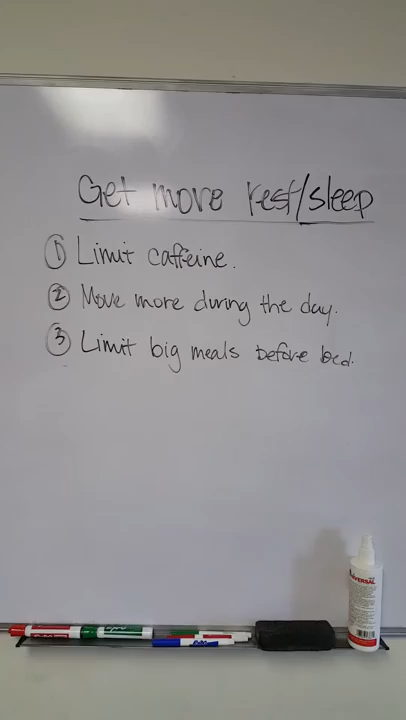 Get more rest/sleep
① Limit caffeine.
② Move more during the day.
③ Limit big meals before bed.
UNIVERSAL